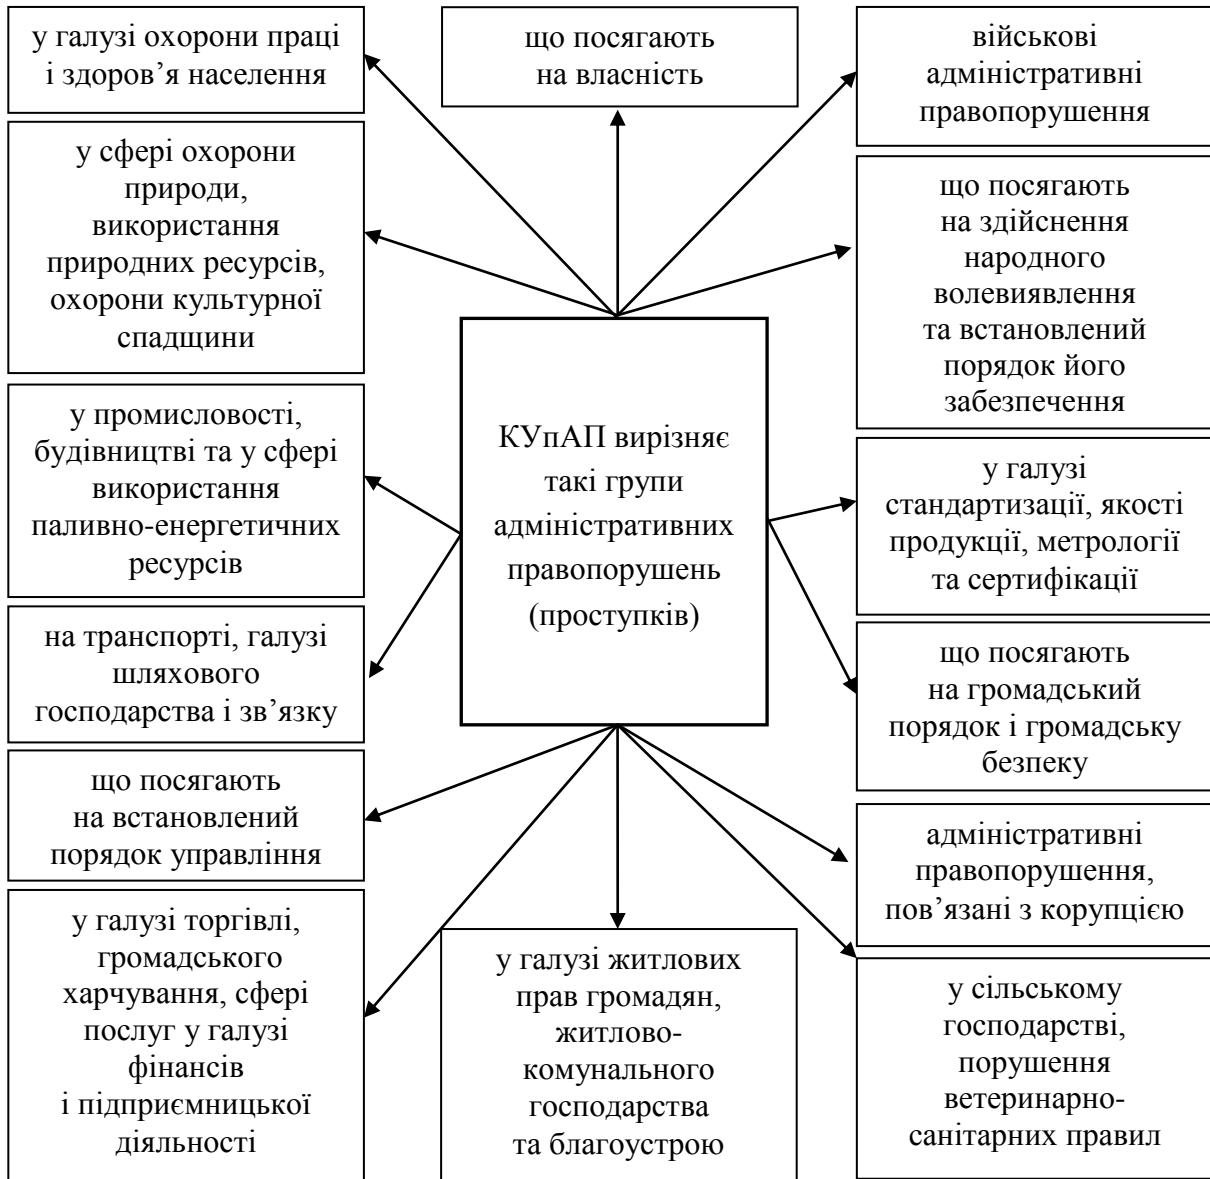 у галузі охорони праці
і здоров’я населення
що посягають
на власність
військові
адміністративні
правопорушення
у сфері охорони
природи,
використання
природних ресурсів,
охорони культурної
спадщини
що посягають
на здійснення
народного
волевиявлення
та встановлений
порядок його
забезпечення
КУпАП вирізняє
такі групи
адміністративних
правопорушень
(проступків)
у промисловості,
будівництві та у сфері
використання
паливно-енергетичних
ресурсів
у галузі
стандартизації, якості
продукції, метрології
та сертифікації
на транспорті, галузі
шляхового
господарства і зв’язку
що посягають
на громадський
порядок і громадську
безпеку
що посягають
на встановлений
порядок управління
адміністративні
правопорушення,
пов’язані з корупцією
у галузі торгівлі,
громадського
харчування, сфері
послуг у галузі
фінансів
і підприємницької
діяльності
у галузі житлових
прав громадян,
житлово-
комунального
господарства
та благоустрою
у сільському
господарстві,
порушення
ветеринарно-
санітарних правил